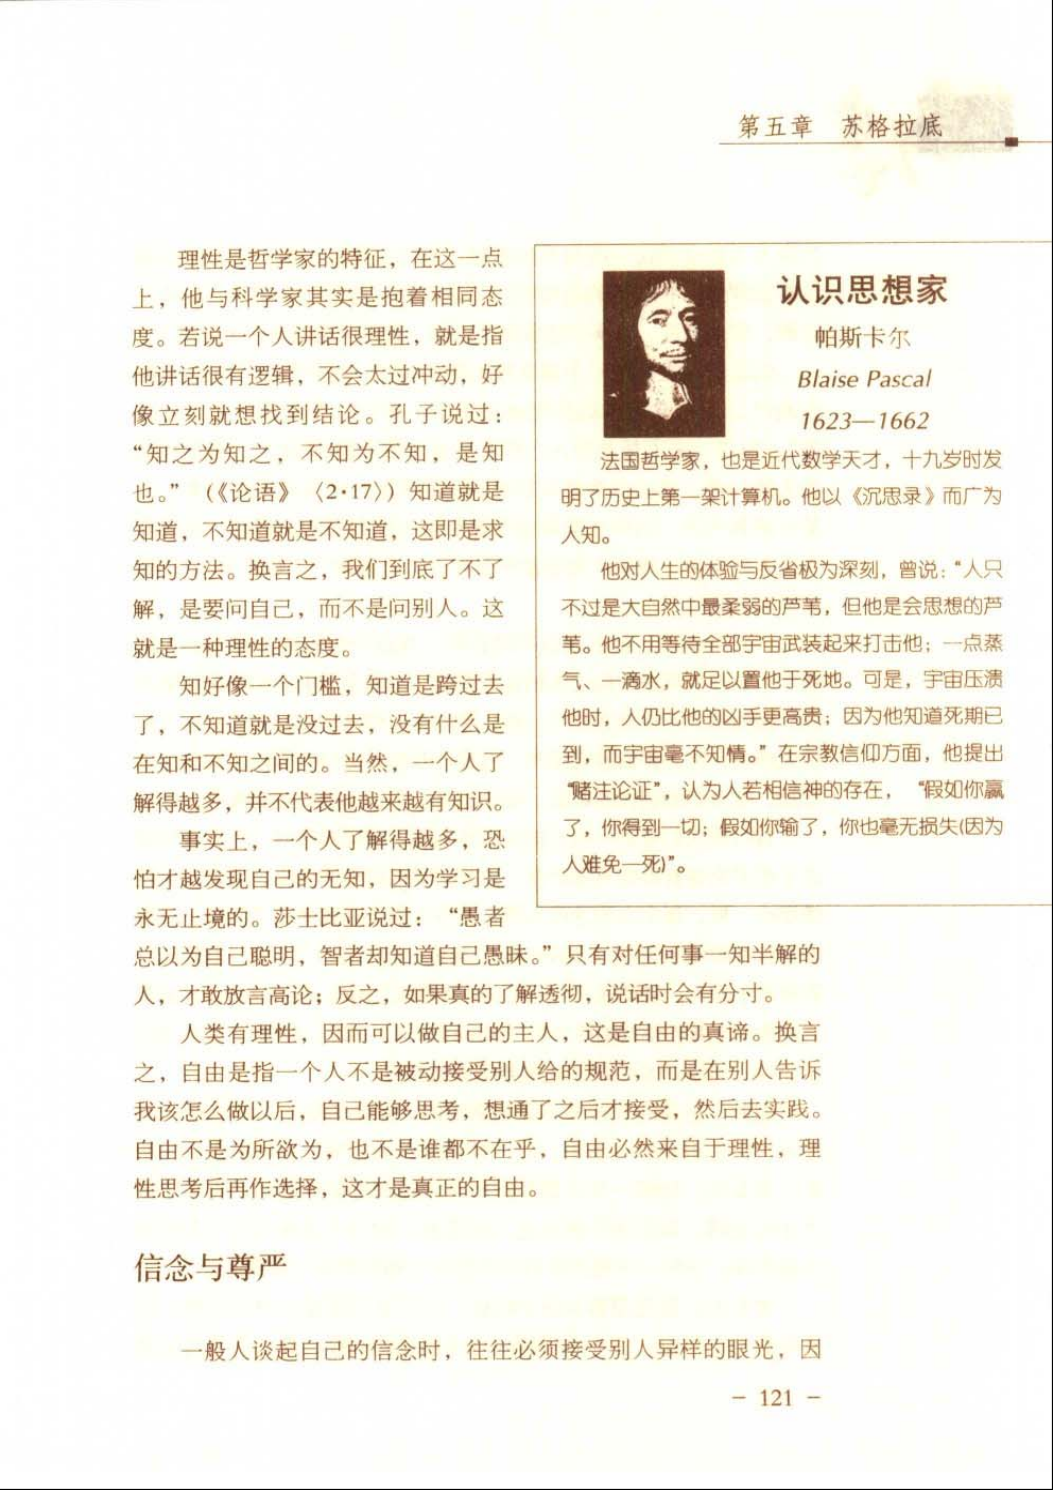 第五章 苏格拉底
理性是哲学家的特征，在这一点
上，他与科学家其实是抱着相同态
度。若说一个人讲话很理性，就是指
他讲话很有逻辑，不会太过冲动，好
像立刻就想找到结论。孔子说过：
“知之为知之，不知为不知，是知
也。”（《论语》〈2·17〉）知道就是
知道，不知道就是不知道，这即是求
知的方法。换言之，我们到底了不了
解，是要问自己，而不是问别人。这
就是一种理性的态度。
知好像一个门槛，知道是跨过去
了，不知道就是没过去，没有什么是
在知和不知之间的。当然，一个人了
解得越多，并不代表他越来越有知识。
事实上，一个人了解得越多，恐
怕才越发现自己的无知，因为学习是
永无止境的。莎士比亚说过：“愚者
总以为自己聪明，智者却知道自己愚昧。”只有对任何事一知半解的
人，才敢放言高论；反之，如果真的了解透彻，说话时会有分寸。
人类有理性，因而可以做自己的主人，这是自由的真谛。换言
之，自由是指一个人不是被动接受别人给的规范，而是在别人告诉
我该怎么做以后，自己能够思考，想通了之后才接受，然后去实践。
自由不是为所欲为，也不是谁都不在乎，自由必然来自于理性，理
性思考后再作选择，这才是真正的自由。
认识思想家
帕斯卡尔
Blaise Pascal
1623—1662
法国哲学家，也是近代数学天才，十九岁时发
明了历史上第一架计算机。他以《沉思录》而广为
人知。
他对人生的体验与反省极为深刻，曾说：“人只
不过是大自然中最柔弱的芦苇，但他是会思想的芦
苇。他不用等待全部宇宙武装起来打击他；一点蒸
气、一滴水，就足以置他于死地。可是，宇宙压溃
他时，人仍比他的凶手更高贵；因为他知道死期已
到，而宇宙毫不知情。”在宗教信仰方面，他提出
“赌注论证”，认为人若相信神的存在，“假如你赢
了，你得到一切；假如你输了，你也毫无损失(因为
人难免一死)”。
信念与尊严
一般人谈起自己的信念时，往往必须接受别人异样的眼光，因
- 121 -